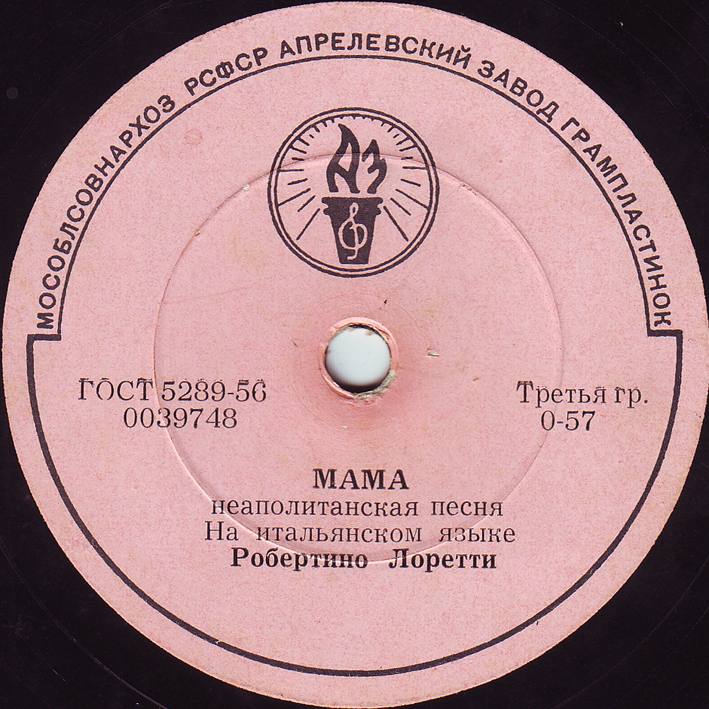 МОСОБЛСОВНАРХОЗ РСФСР АПРЕЛЕВСКИЙ ЗАВОД ГРАМПЛАСТИНОК
АЗ
ГОСТ 5289-56
0039748
Третья гр.
0-57
МАМА
неаполитанская песня
На итальянском языке
Робертино Лоретти